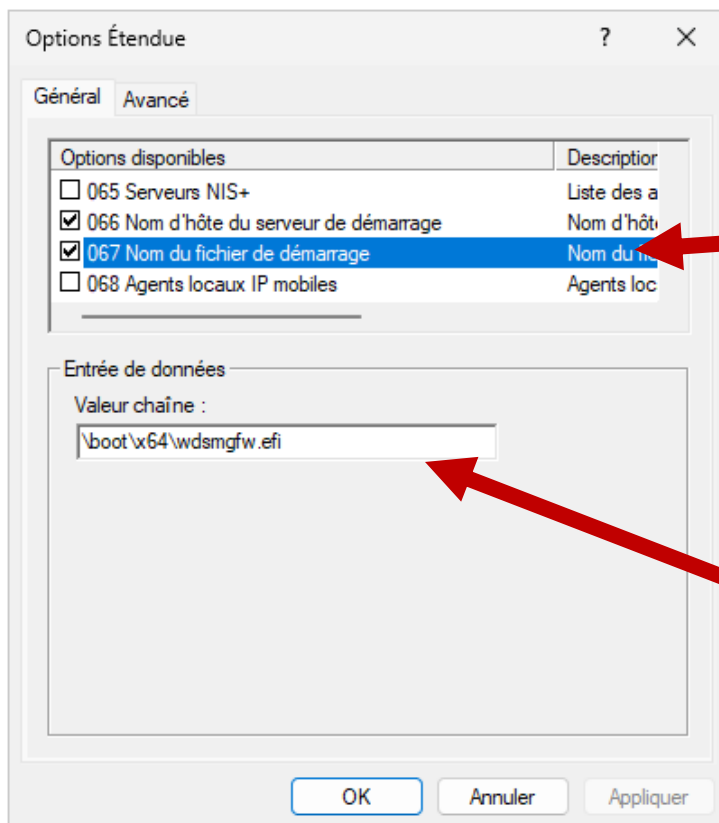 Options Étendue ? ×
Général Avancé
Options disponibles Description
065 Serveurs NIS+ Liste des a
066 Nom d'hôte du serveur de démarrage Nom d'hôt
067 Nom du fichier de démarrage Nom du
068 Agents locaux IP mobiles Agents loc
Entrée de données
Valeur chaîne :
\boot\x64\wdsmgfw.efi
OK Annuler Appliquer